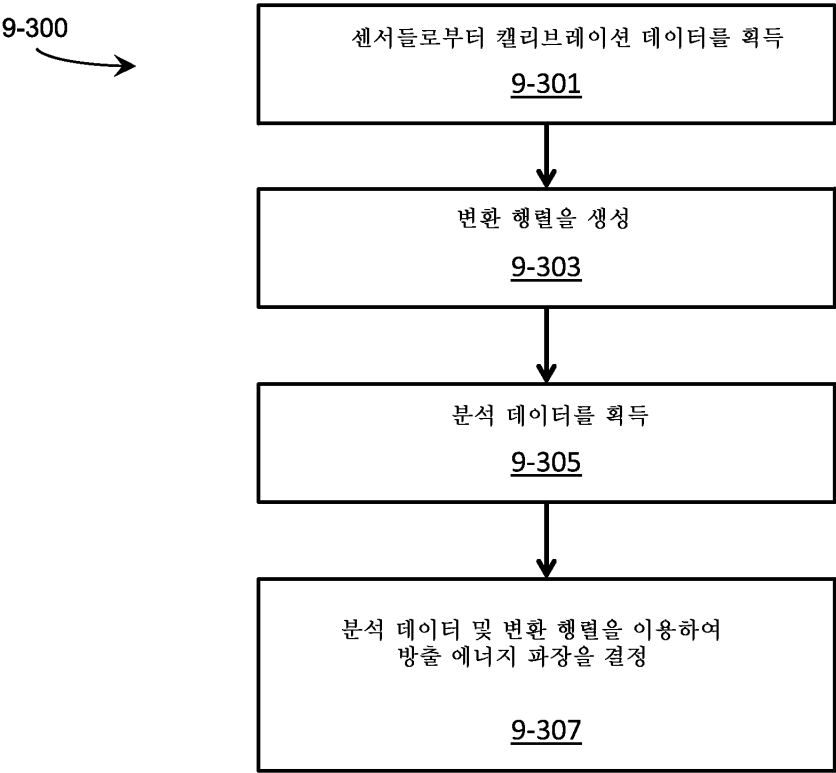 9-300
센서들로부터 캘리브레이션 데이터를 획득
9-301
변환 행렬을 생성
9-303
분석 데이터를 획득
9-305
분석 데이터 및 변환 행렬을 이용하여
방출 에너지 파장을 결정
9-307